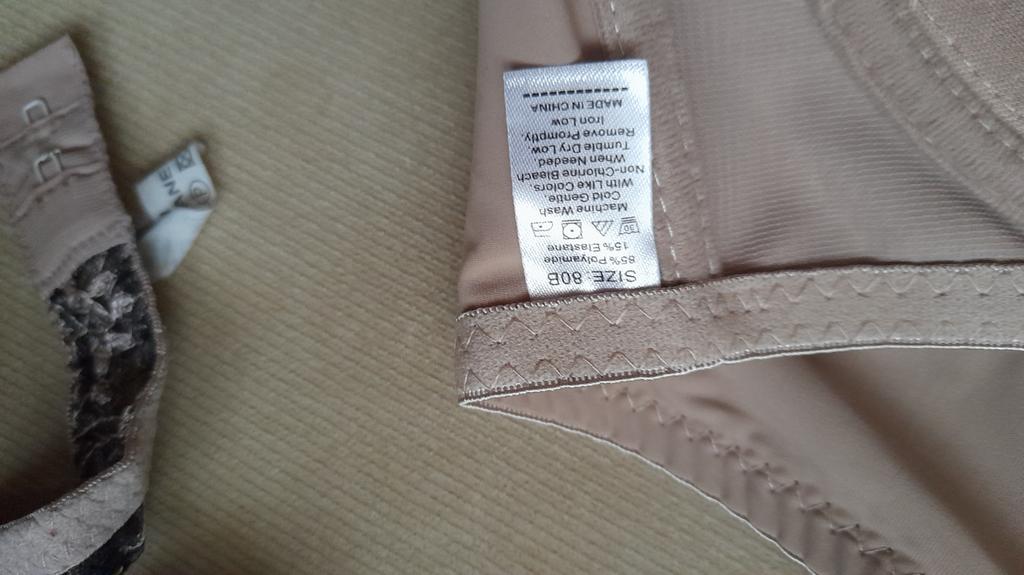 SIZE: 80B
85% Polyamide
15% Elastane
30
Machine Wash
Cold Gentle.
With Like Colors.
Non-Chlorine Bleach
When Needed.
Tumble Dry Low
Remove Promptly.
Iron Low
MADE IN CHINA